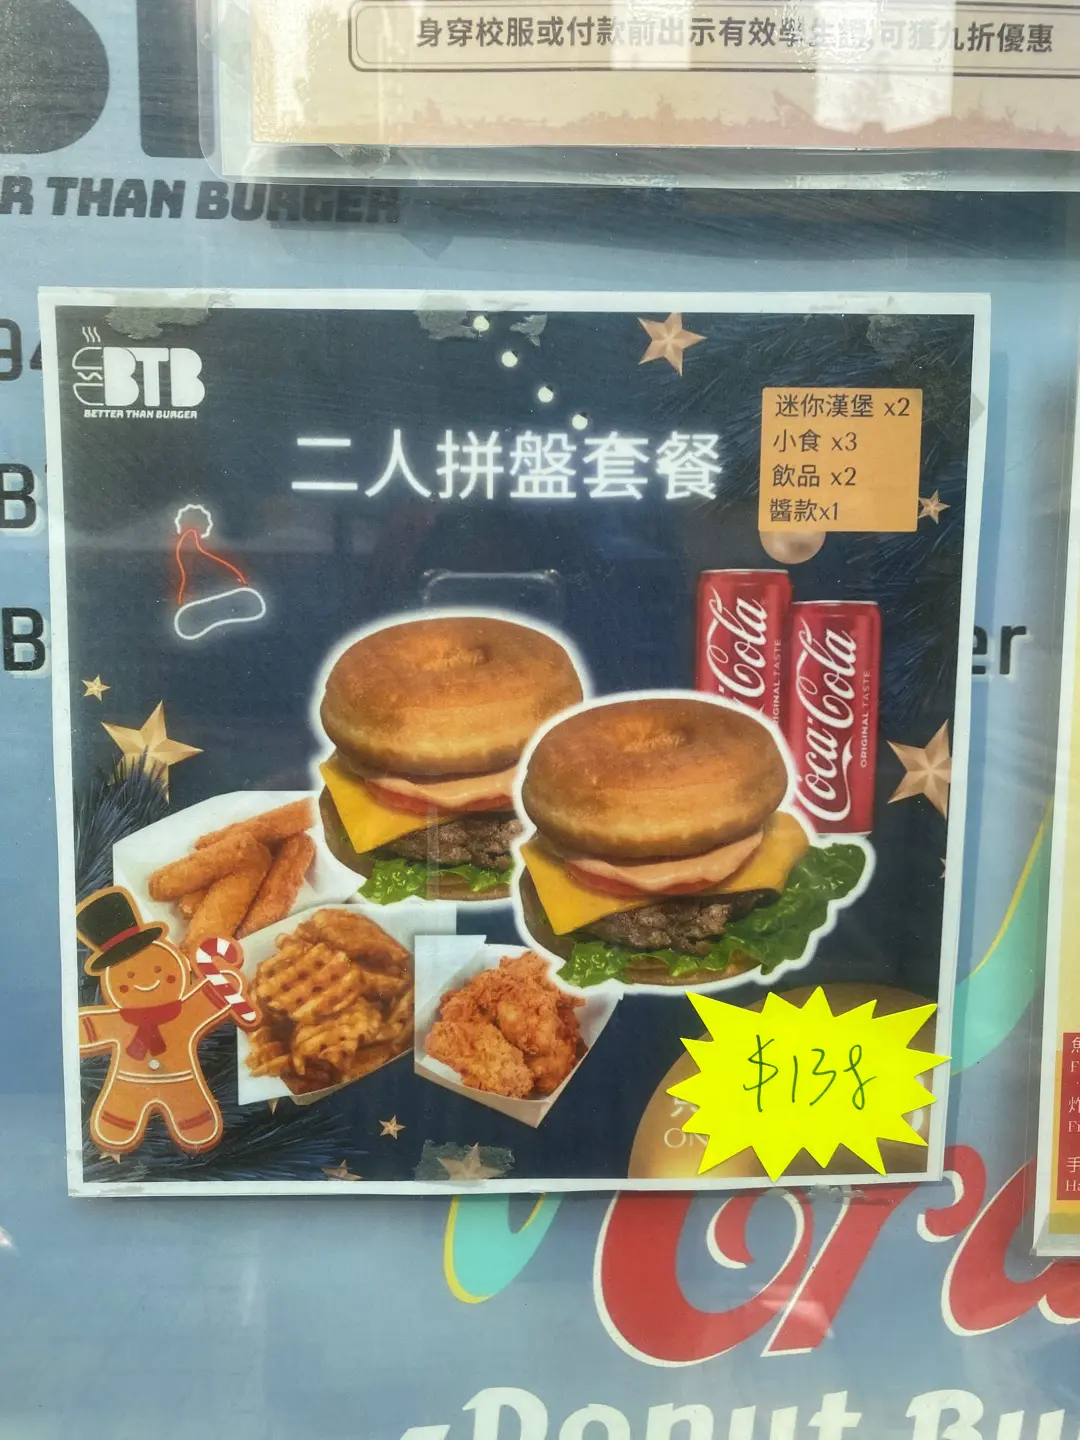 身穿校服或付款前出示有效學生證,可獲九折優惠
THAN BURGER
BTB
BETTER THAN BURGER
二人拼盤套餐
迷你漢堡 x2
小食 x3
飲品 x2
醬款x1
Coca-Cola
ORIGINAL TASTE
Coca-Cola
ORIGINAL TASTE
$138
Donut